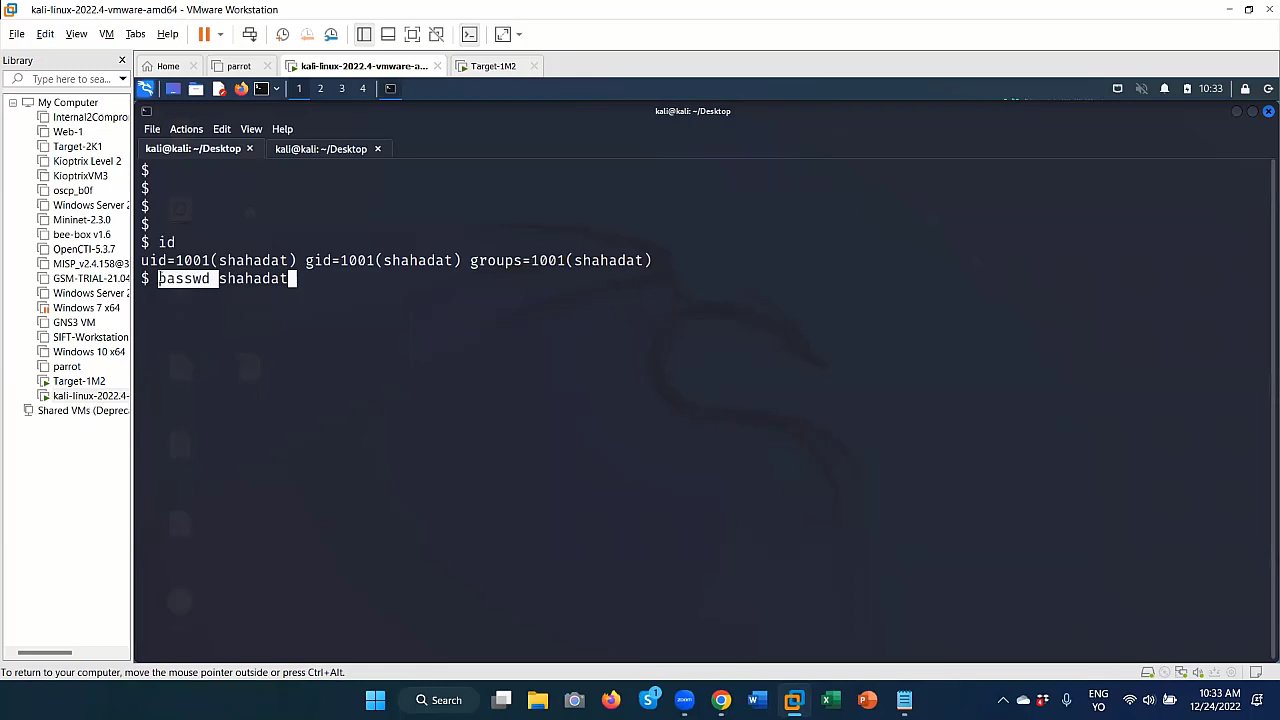 kali-linux-2022.4-vmware-amd64 - VMware Workstation
File Edit View VM Tabs Help
Library
Type here to sea...
Home parrot kali-linux-2022.4-vmware-a... Target-1M2
1 2 3 4 10:33
My Computer
Internal2Compro
Web-1
Target-2K1
Kioptrix Level 2
KioptrixVM3
oscp_b0f
Windows Server 2
Mininet-2.3.0
bee-box v1.6
OpenCTI-5.3.7
MISP_v2.4.158@3
GSM-TRIAL-21.04
Windows Server 2
Windows 7 x64
GNS3 VM
SIFT-Workstation
Windows 10 x64
parrot
Target-1M2
kali-linux-2022.4-
Shared VMs (Deprec
kali@kali: ~/Desktop
File Actions Edit View Help
kali@kali: ~/Desktop kali@kali: ~/Desktop
$
$
$
$
$ id
uid=1001(shahadat) gid=1001(shahadat) groups=1001(shahadat)
$ passwd shahadat
To return to your computer, move the mouse pointer outside or press Ctrl+Alt.
Search
1
ENG
YO
10:33 AM
12/24/2022